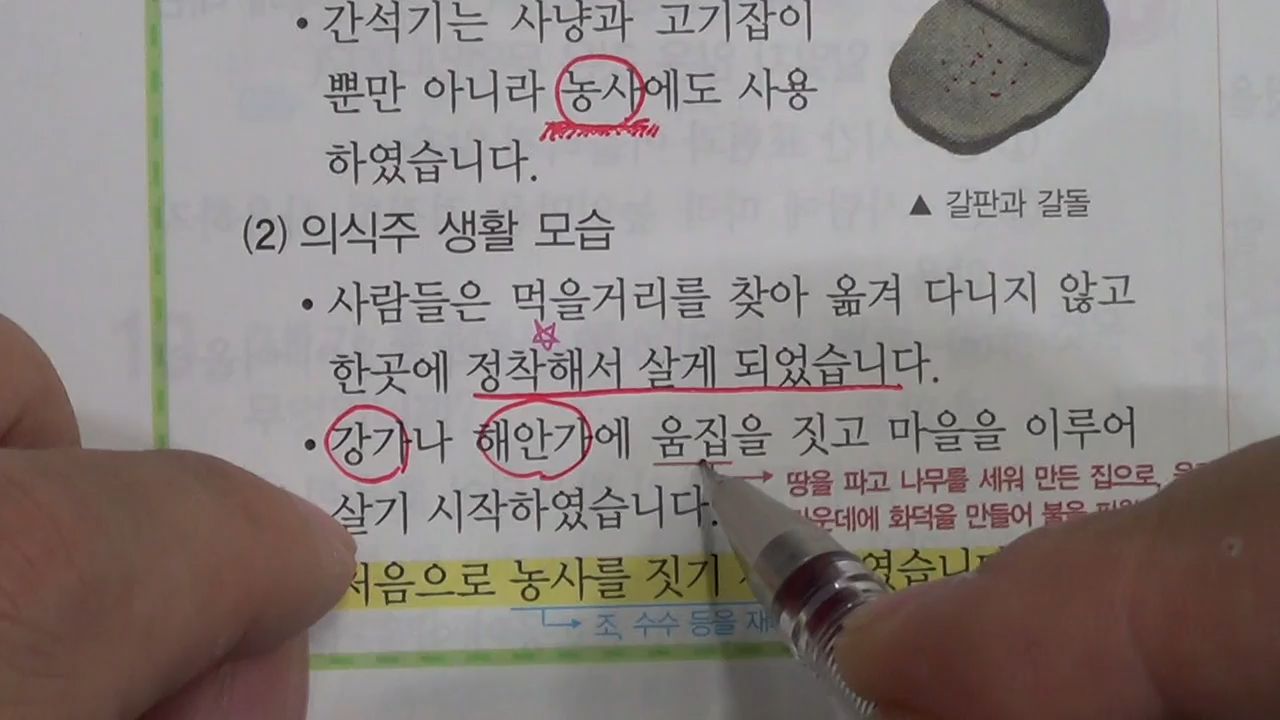 • 간석기는 사냥과 고기잡이
뿐만 아니라 농사에도 사용
하였습니다.
▲ 갈판과 갈돌
(2) 의식주 생활 모습
• 사람들은 먹을거리를 찾아 옮겨 다니지 않고
한곳에 정착해서 살게 되었습니다.
• 강가나 해안가에 움집을 짓고 마을을 이루어
→ 땅을 파고 나무를 세워 만든 집으로,
살기 시작하였습니다.
화덕을 만들어 불을
처음으로 농사를 짓기
→ 조, 수수 등을